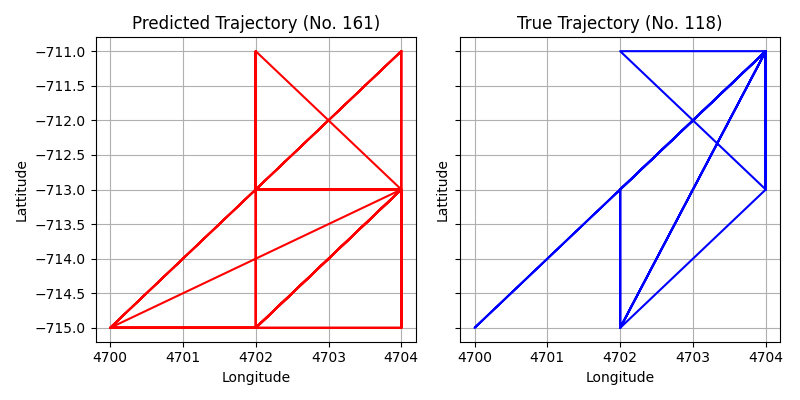 Predicted Trajectory (No. 161)
True Trajectory (No. 118)
−711.0
−711.5
−712.0
−712.5
−713.0
−713.5
−714.0
−714.5
−715.0
Lattitude
Lattitude
4700 4701 4702 4703 4704
4700 4701 4702 4703 4704
Longitude
Longitude